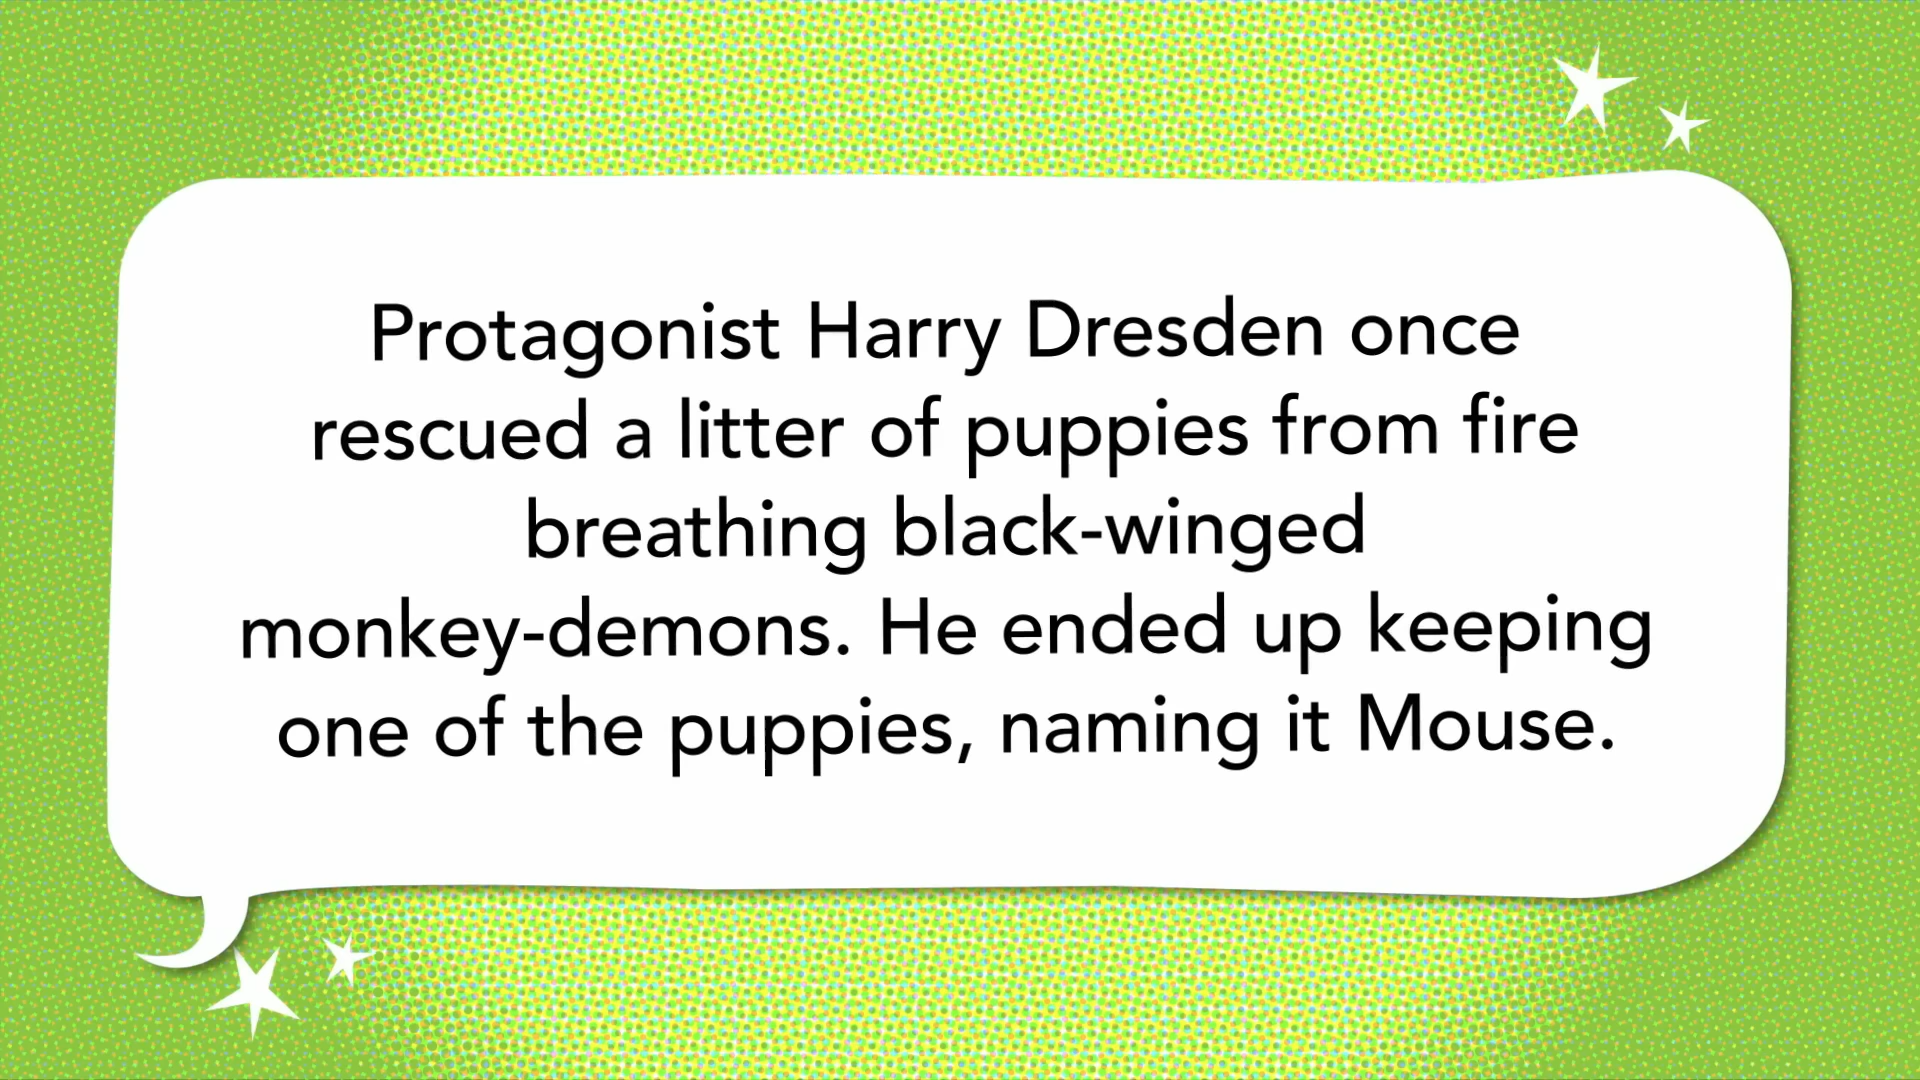 Protagonist Harry Dresden once
rescued a litter of puppies from fire
breathing black-winged
monkey-demons. He ended up keeping
one of the puppies, naming it Mouse.